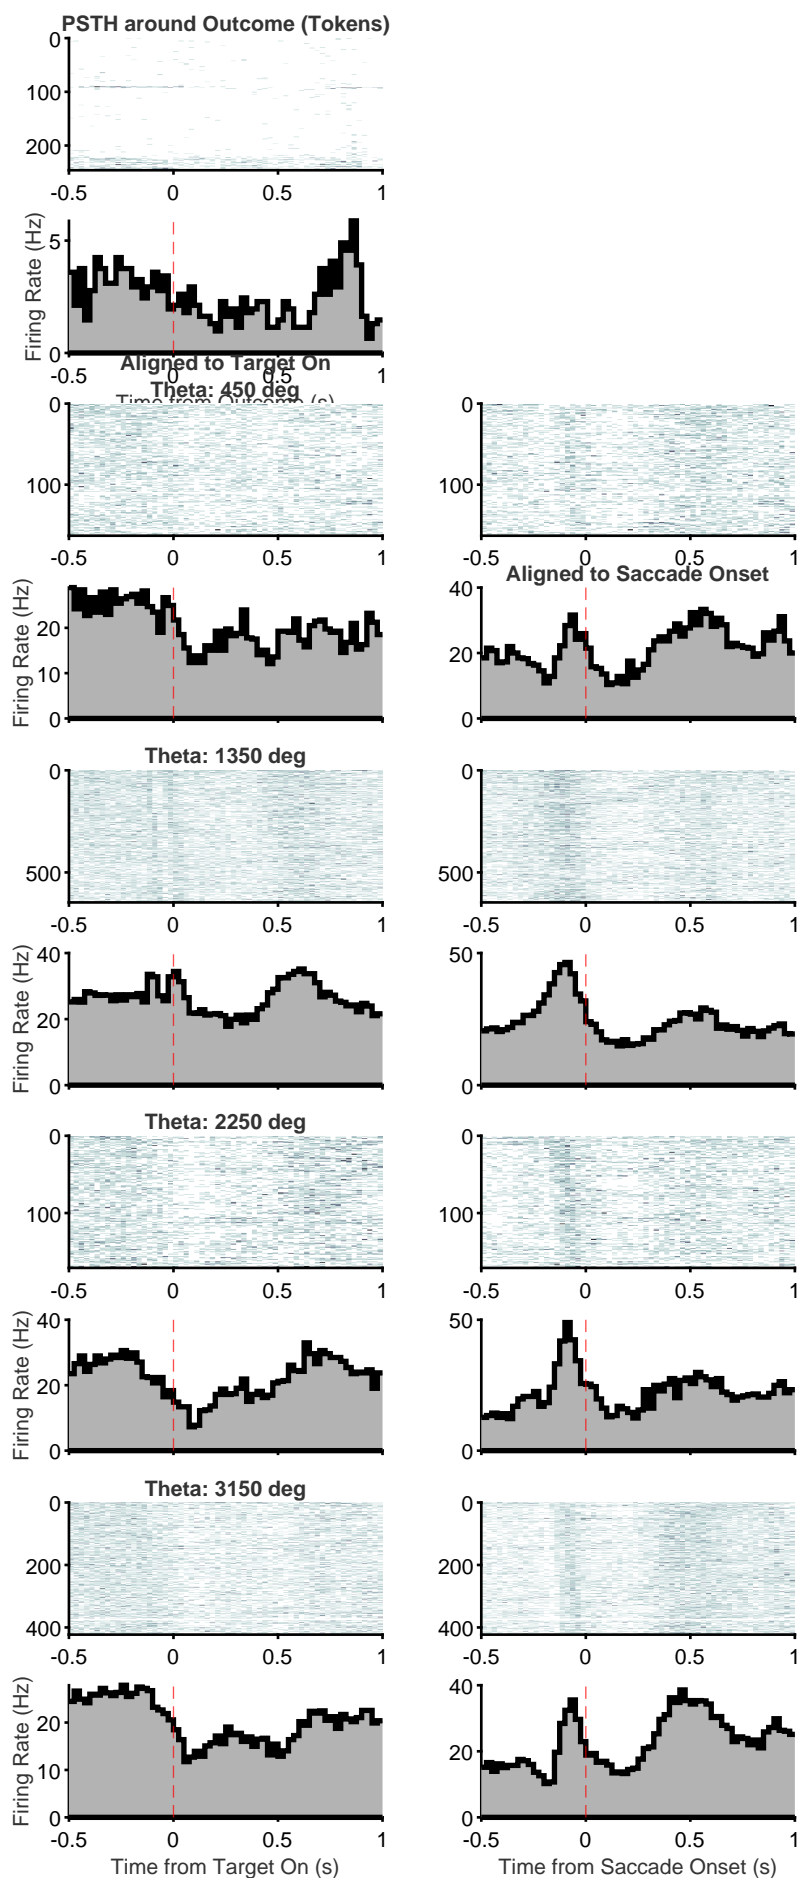 PSTH around Outcome (Tokens)
0
100
200
-0.5 0 0.5 1
Firing Rate (Hz)
5
0
-0.5 0 0.5 1
Time from Outcome (s)
Aligned to Target On
Theta: 450 deg
0
100
-0.5 0 0.5 1
0
100
-0.5 0 0.5 1
Firing Rate (Hz)
20
10
0
-0.5 0 0.5 1
Aligned to Saccade Onset
40
20
0
-0.5 0 0.5 1
Theta: 1350 deg
0
500
-0.5 0 0.5 1
0
500
-0.5 0 0.5 1
Firing Rate (Hz)
40
20
0
-0.5 0 0.5 1
50
0
-0.5 0 0.5 1
Theta: 2250 deg
0
100
-0.5 0 0.5 1
0
100
-0.5 0 0.5 1
Firing Rate (Hz)
40
20
0
-0.5 0 0.5 1
50
0
-0.5 0 0.5 1
Theta: 3150 deg
0
200
400
-0.5 0 0.5 1
0
200
400
-0.5 0 0.5 1
Firing Rate (Hz)
20
10
0
-0.5 0 0.5 1
Time from Target On (s)
40
20
0
-0.5 0 0.5 1
Time from Saccade Onset (s)